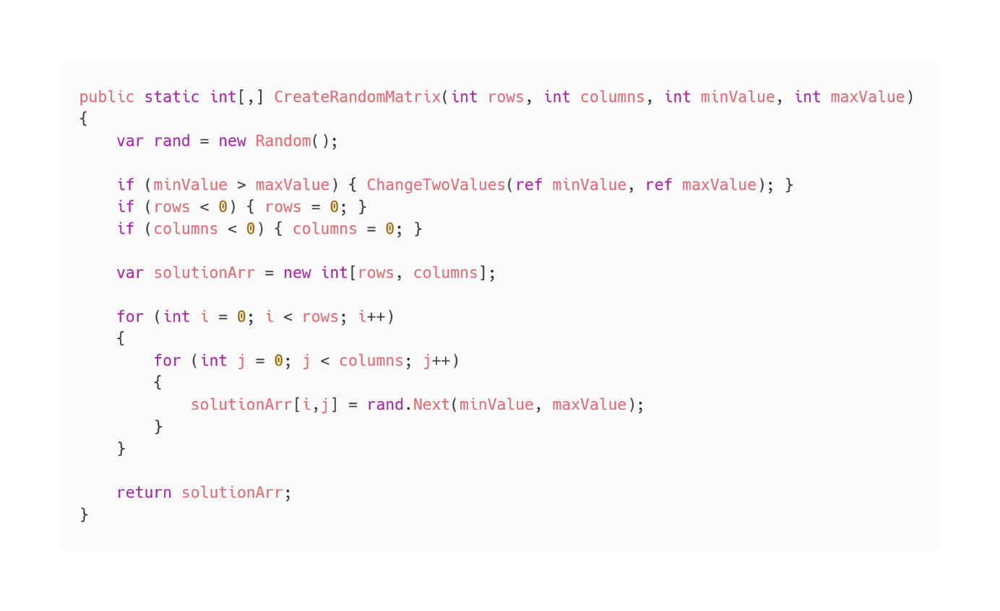 public static int[,] CreateRandomMatrix(int rows, int columns, int minValue, int maxValue)
{
    var rand = new Random();

    if (minValue > maxValue) { ChangeTwoValues(ref minValue, ref maxValue); }
    if (rows < 0) { rows = 0; }
    if (columns < 0) { columns = 0; }

    var solutionArr = new int[rows, columns];

    for (int i = 0; i < rows; i++)
    {
        for (int j = 0; j < columns; j++)
        {
            solutionArr[i,j] = rand.Next(minValue, maxValue);
        }
    }

    return solutionArr;
}